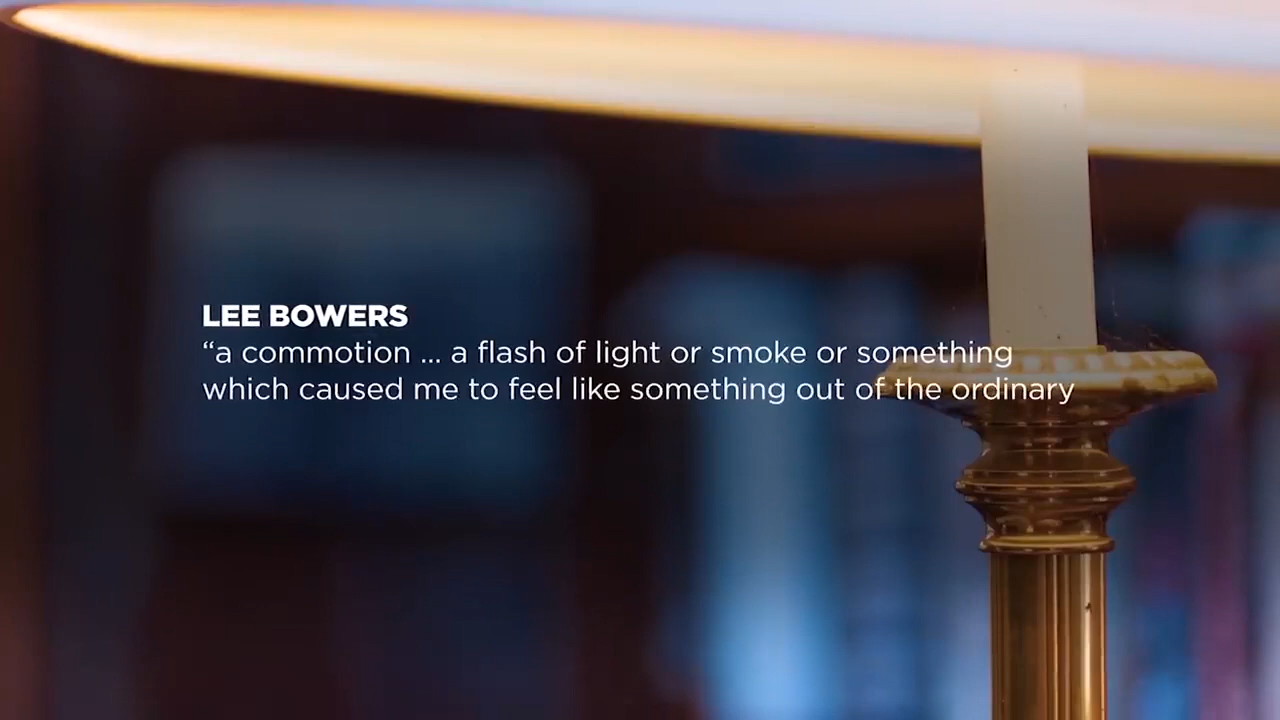 LEE BOWERS
“a commotion ... a flash of light or smoke or something
which caused me to feel like something out of the ordinary